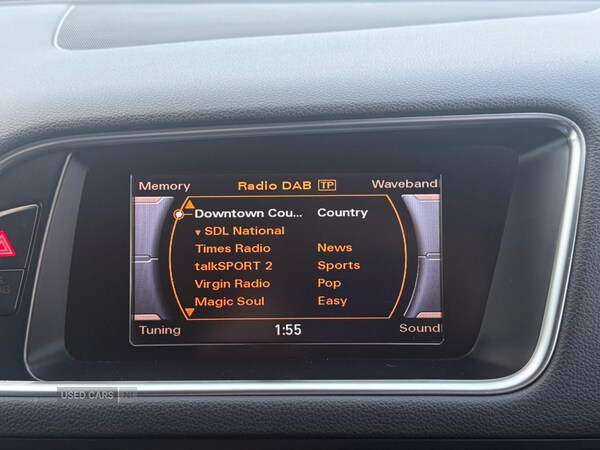 Memory
Radio DAB TP
Waveband
Downtown Cou... Country
SDL National
Times Radio News
talkSPORT 2 Sports
Virgin Radio Pop
Magic Soul Easy
Tuning
1:55
Sound
USED CARS NI